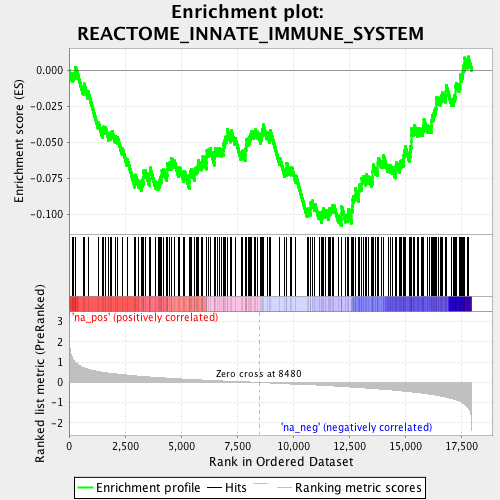 Enrichment plot:
REACTOME_INNATE_IMMUNE_SYSTEM
Enrichment score (ES)
0.000
-0.025
-0.050
-0.075
-0.100
'na_pos' (positively correlated)
Ranked list metric (PreRanked)
3
2
1
0
-1
-2
Zero cross at 8480
'na_neg' (negatively correlated)
0
2,500
5,000
7,500
10,000
12,500
15,000
17,500
Rank in Ordered Dataset
Enrichment profile
Hits
Ranking metric scores